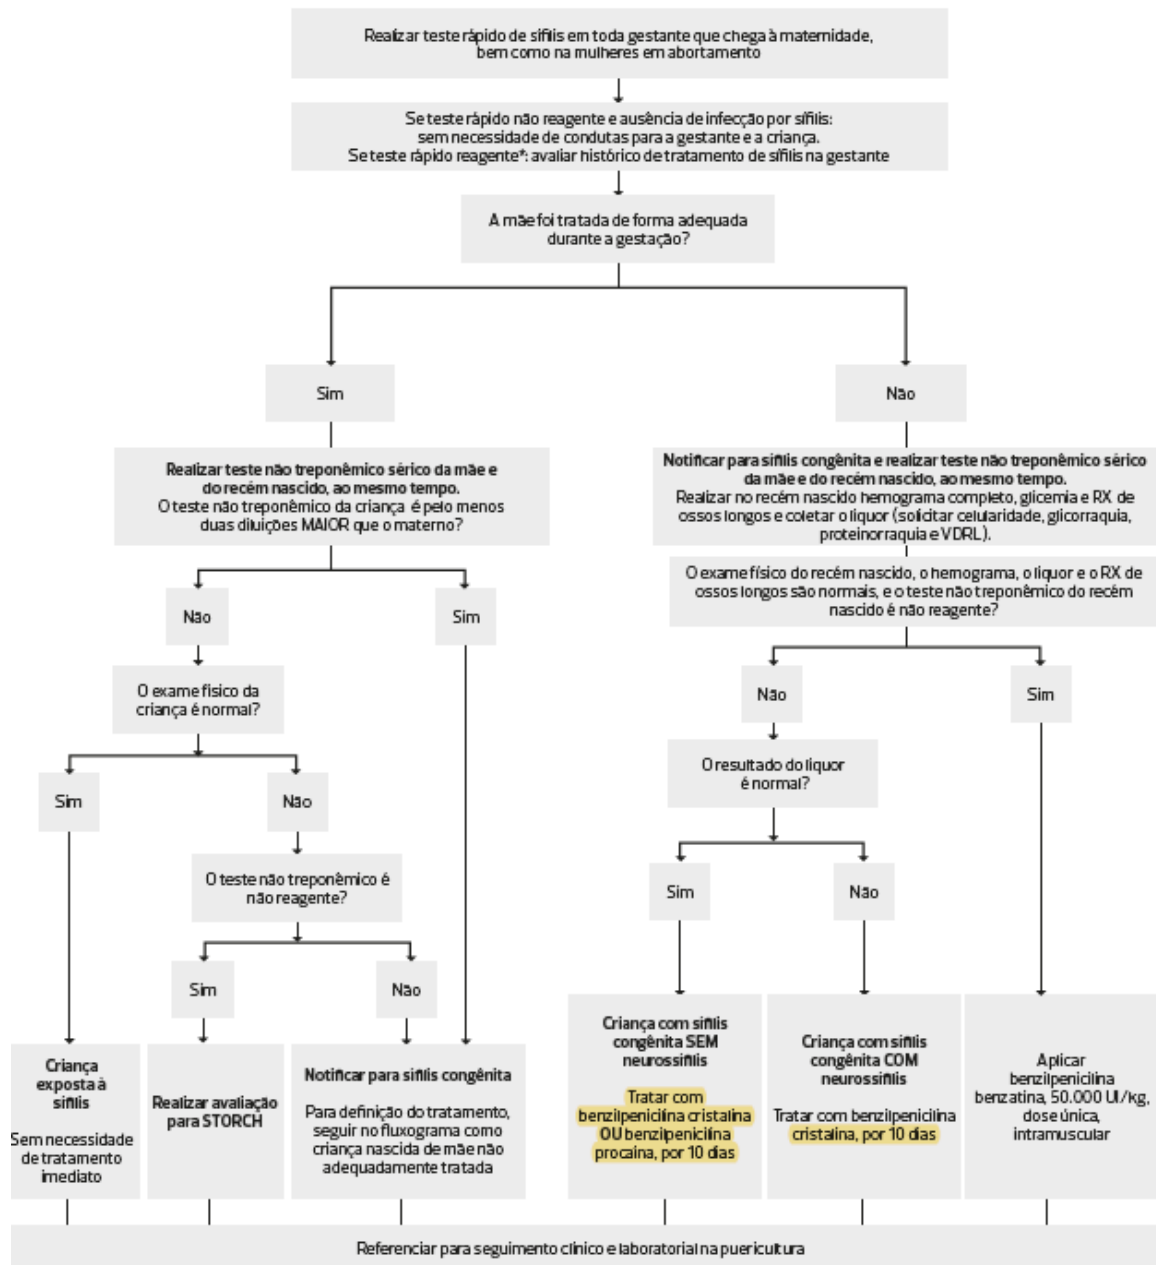 Realizar teste rápido de sífilis em toda gestante que chega à maternidade,
bem como na mulheres em abortamento
Se teste rápido não reagente e ausência de infecção por sífilis:
sem necessidade de condutas para a gestante e a criança.
Se teste rápido reagente*: avaliar histórico de tratamento de sífilis na gestante
A mãe foi tratada de forma adequada
durante a gestação?
Sim
Não
Realizar teste não treponêmico sérico da mãe e
do recém nascido, ao mesmo tempo.
O teste não treponêmico da criança é pelo menos
duas diluições MAIOR que o materno?
Notificar para sífilis congênita e realizar teste não treponêmico sérico
da mãe e do recém nascido, ao mesmo tempo.
Realizar no recém nascido hemograma completo, glicemia e RX de
ossos longos e coletar o liquor (solicitar celularidade, glicorraquia,
proteinorraquia e VDRL).
O exame físico do recém nascido, o hemograma, o liquor e o RX de
ossos longos são normais, e o teste não treponêmico do recém
nascido é não reagente?
Não
Sim
Não
Sim
O exame físico da
criança é normal?
O resultado do liquor
é normal?
Sim
Não
O teste não treponêmico é
não reagente?
Sim
Não
Sim
Não
Criança
exposta à
sífilis
Sem necessidade
de tratamento
imediato
Realizar avaliação
para STORCH
Notificar para sífilis congênita
Para definição do tratamento,
seguir no fluxograma como
criança nascida de mãe não
adequadamente tratada
Criança com sífilis
congênita SEM
neurossífilis
Tratar com
benzilpenicilina cristalina
OU benzilpenicilina
procaína, por 10 dias
Criança com sífilis
congênita COM
neurossífilis
Tratar com benzilpenicilina
cristalina, por 10 dias
Aplicar
benzilpenicilina
benzatina, 50.000 UI/kg,
dose única,
intramuscular
Referenciar para seguimento clínico e laboratorial na puericultura